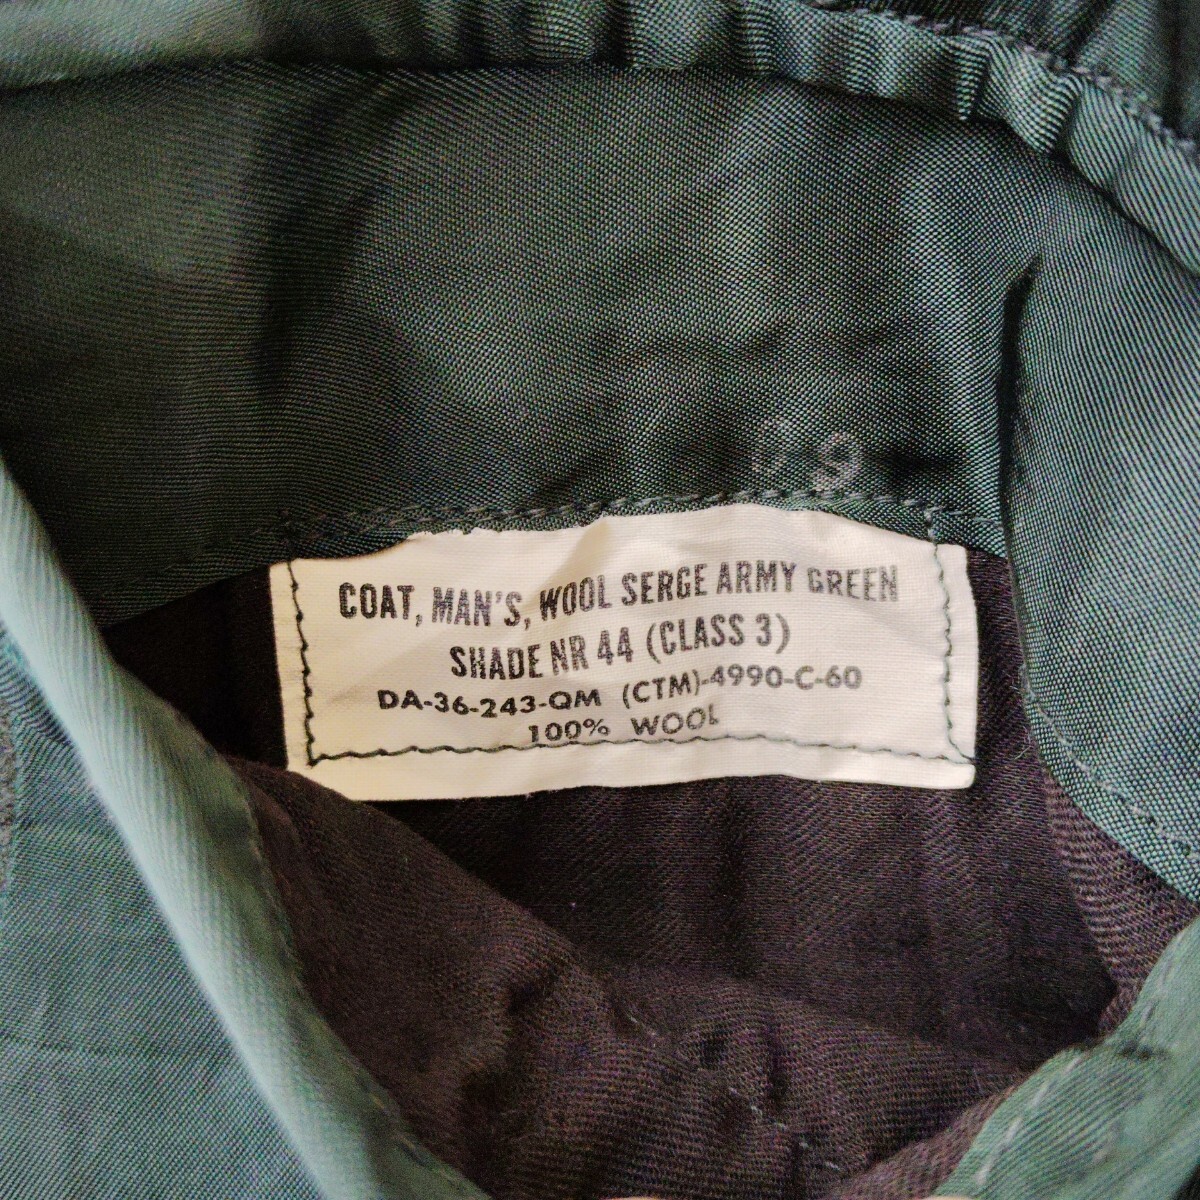 COAT, MAN'S, WOOL SERGE ARMY GREEN
SHADE NR 44 (CLASS 3)
DA-36-243-QM (CTM)-4990-C-60
100% WOOL